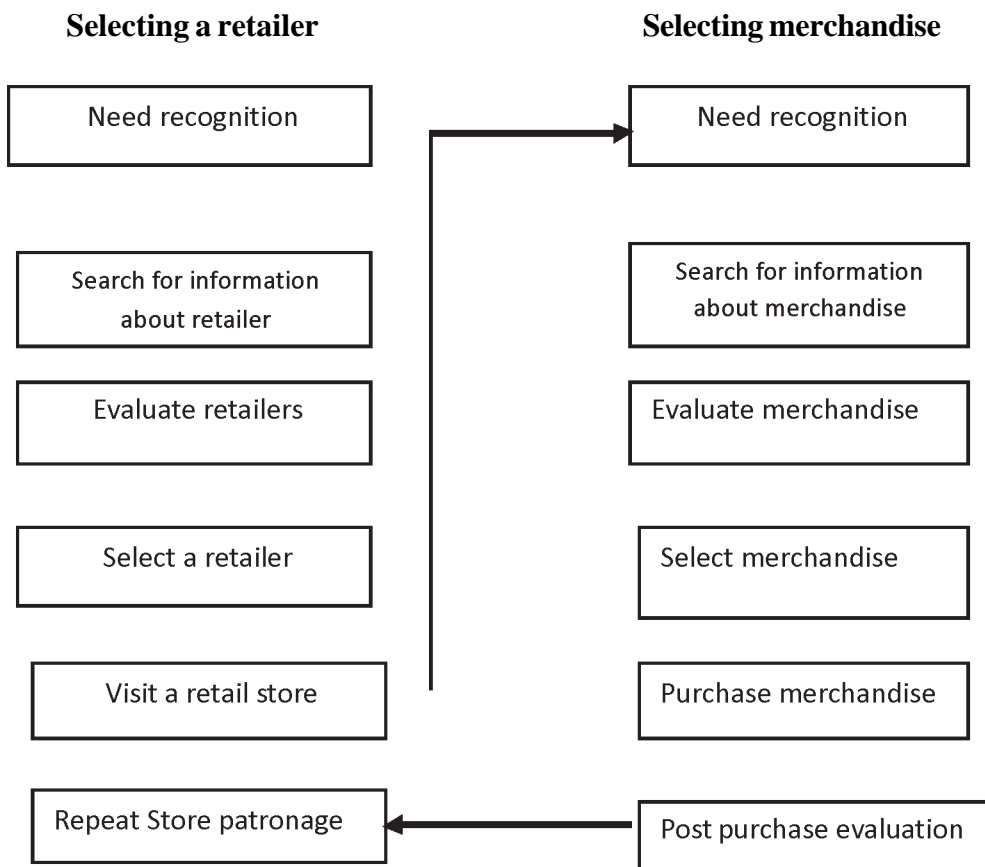 Selecting a retailer
Selecting merchandise
Need recognition
Need recognition
Search for information
about retailer
Search for information
about merchandise
Evaluate retailers
Evaluate merchandise
Select a retailer
Select merchandise
Visit a retail store
Purchase merchandise
Repeat Store patronage
Post purchase evaluation